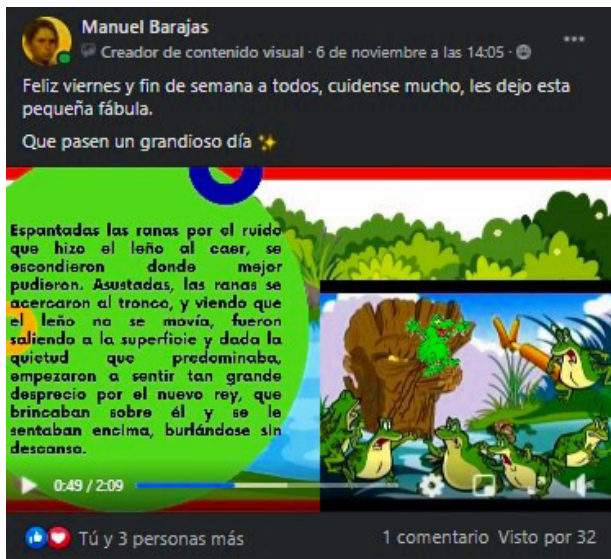 Manuel Barajas
Creador de contenido visual · 6 de noviembre a las 14:05 ·
Feliz viernes y fin de semana a todos, cuidense mucho, les dejo esta
pequeña fábula.
Que pasen un grandioso día ✨
Espantadas las ranas por el ruido
que hizo el leño al caer, se
escondieron donde mejor
pudieron. Asustadas, las ranas se
acercaron al tronco, y viendo que
el leño no se movía, fueron
saliendo a la superficie y dada la
quietud que predominaba,
empezaron a sentir tan grande
desprecio por el nuevo rey, que
brincaban sobre él y se le
sentaban encima, burlándose sin
descanso.
0:49 / 2:09
Tú y 3 personas más
1 comentario Visto por 32